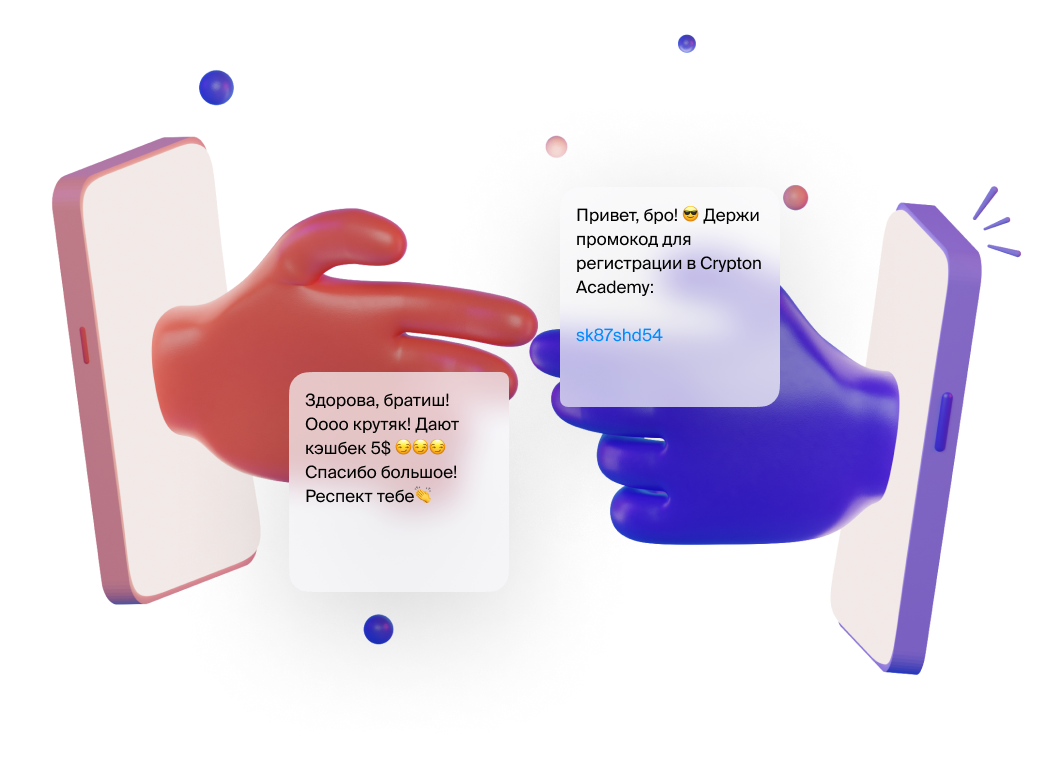 Привет, бро! 😎 Держи
промокод для
регистрации в Crypton
Academy:
sk87shd54
Здорова, братиш!
Оооо крутяк! Дают
кэшбек 5$ 😏😏😏
Спасибо большое!
Респект тебе👏